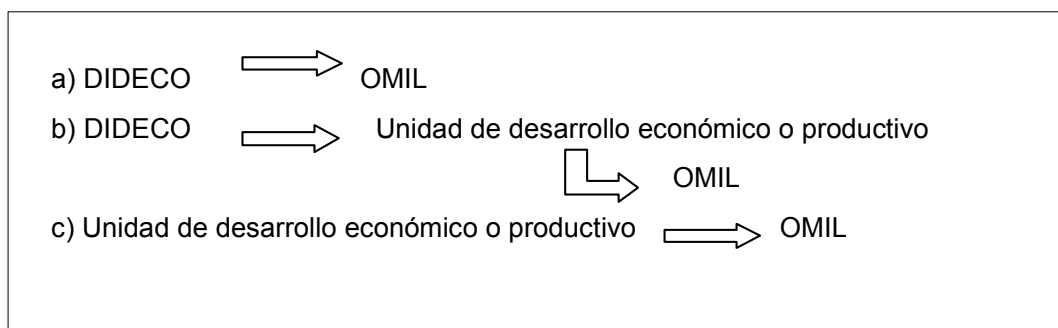 a) DIDECO OMIL
b) DIDECO Unidad de desarrollo económico o productivo
OMIL
c) Unidad de desarrollo económico o productivo OMIL